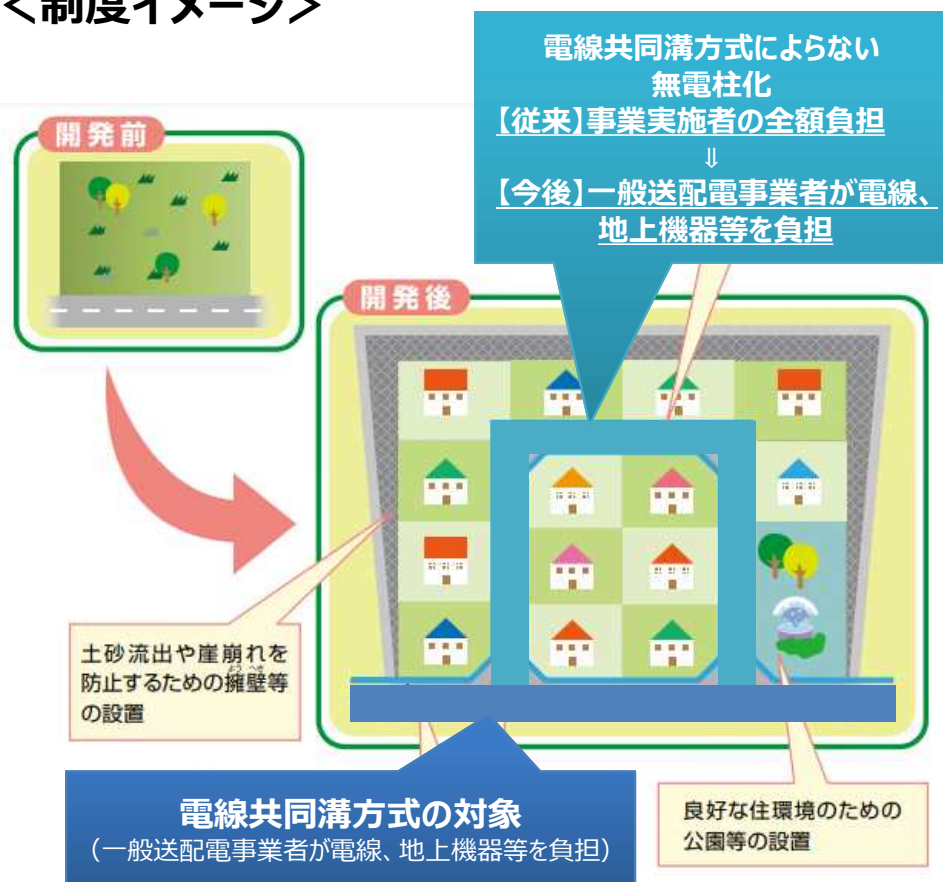 ＜制度イメージ＞
電線共同溝方式によらない
無電柱化
【従来】事業実施者の全額負担
⇓
【今後】一般送配電事業者が電線、
地上機器等を負担
開発前
開発後
土砂流出や崖崩れを
防止するための擁壁等
の設置
よう へき
電線共同溝方式の対象
（一般送配電事業者が電線、地上機器等を負担）
良好な住環境のための
公園等の設置